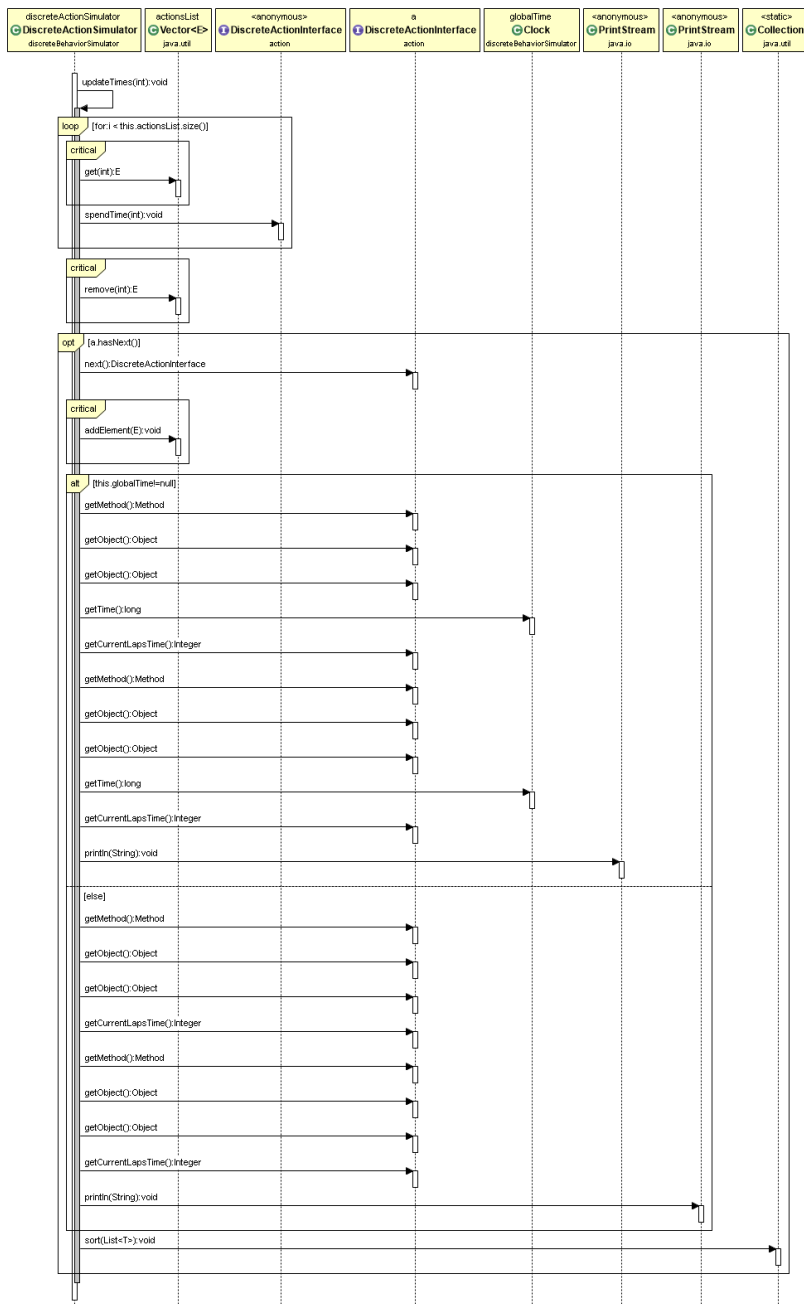 discreteActionSimulator
DiscreteActionSimulator
discreteBehaviorSimulator
actionsList
Vector<E>
java.util
<anonymous>
DiscreteActionInterface
action
a
DiscreteActionInterface
action
globalTime
Clock
discreteBehaviorSimulator
<anonymous>
PrintStream
java.io
<anonymous>
PrintStream
java.io
<static>
Collection
java.util
updateTimes(int):void
loop [for:i < this.actionsList.size()]
critical
get(int):E
spendTime(int):void
critical
remove(int):E
opt [a.hasNext()]
next():DiscreteActionInterface
critical
addElement(E):void
alt [this.globalTime!=null]
getMethod():Method
getObject():Object
getObject():Object
getTime():long
getCurrentLapsTime():Integer
getMethod():Method
getObject():Object
getObject():Object
getTime():long
getCurrentLapsTime():Integer
println(String):void
[else]
getMethod():Method
getObject():Object
getObject():Object
getCurrentLapsTime():Integer
getMethod():Method
getObject():Object
getObject():Object
getCurrentLapsTime():Integer
println(String):void
sort(List<T>):void